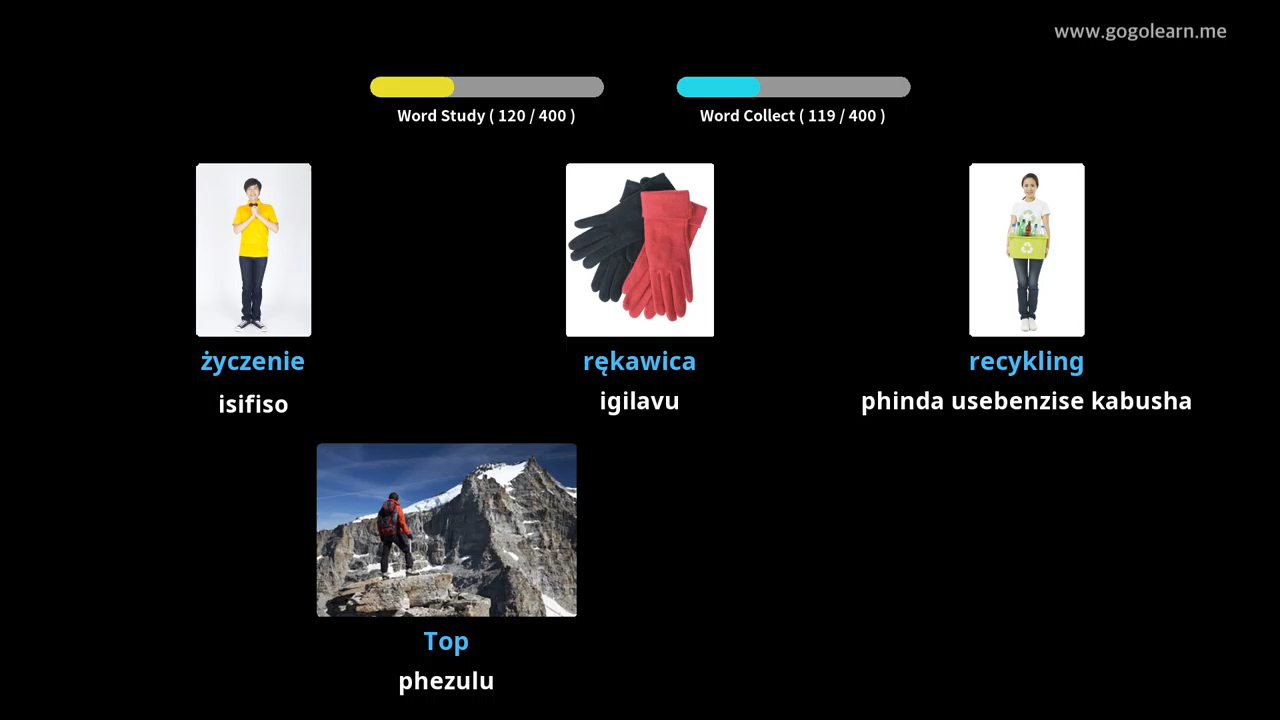 www.gogolearn.me
Word Study ( 120 / 400 )
Word Collect ( 119 / 400 )
życzenie
rękawica
recykling
isifiso
igilavu
phinda usebenzise kabusha
Top
phezulu